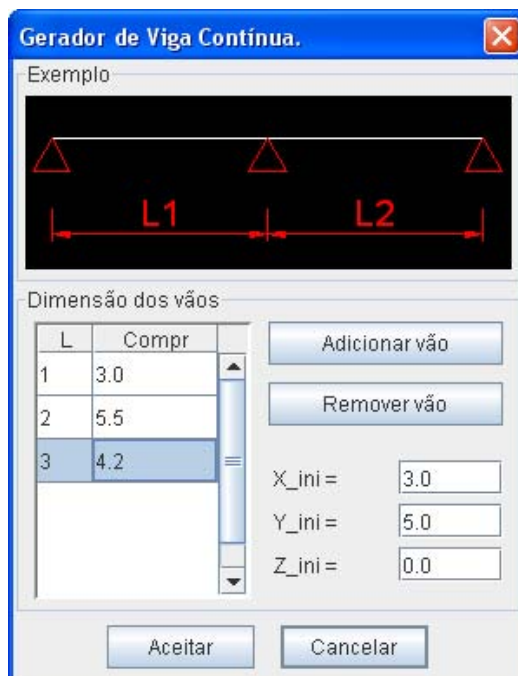 Gerador de Viga Contínua.
Exemplo
L1 L2
Dimensão dos vãos
L Compr
1 3.0
2 5.5
3 4.2
Adicionar vão
Remover vão
X_ini = 3.0
Y_ini = 5.0
Z_ini = 0.0
Aceitar Cancelar